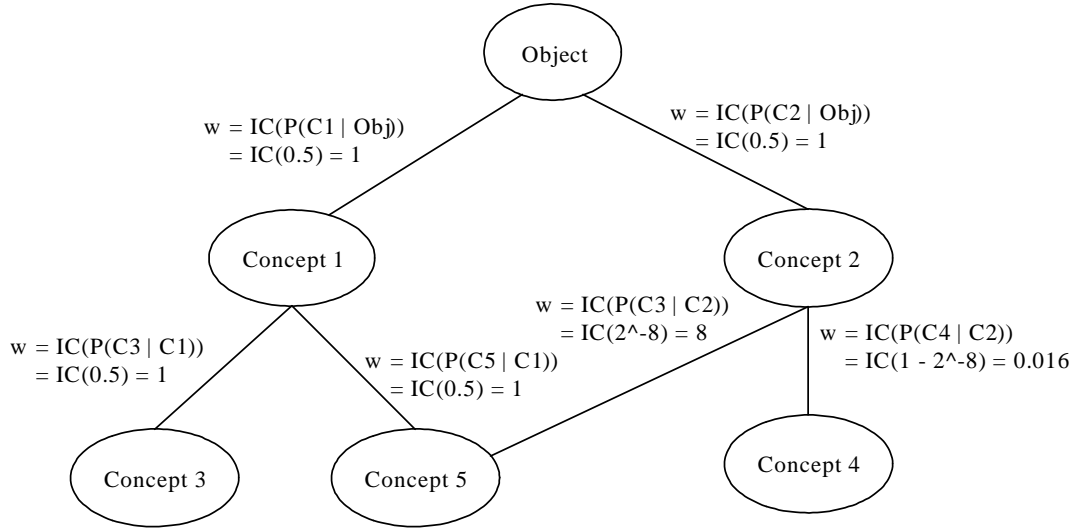 Object
w = IC(P(C1 | Obj))
= IC(0.5) = 1
w = IC(P(C2 | Obj))
= IC(0.5) = 1
Concept 1
Concept 2
w = IC(P(C3 | C1))
= IC(0.5) = 1
w = IC(P(C5 | C1))
= IC(0.5) = 1
w = IC(P(C3 | C2))
= IC(2^-8) = 8
w = IC(P(C4 | C2))
= IC(1 - 2^-8) = 0.016
Concept 3
Concept 5
Concept 4